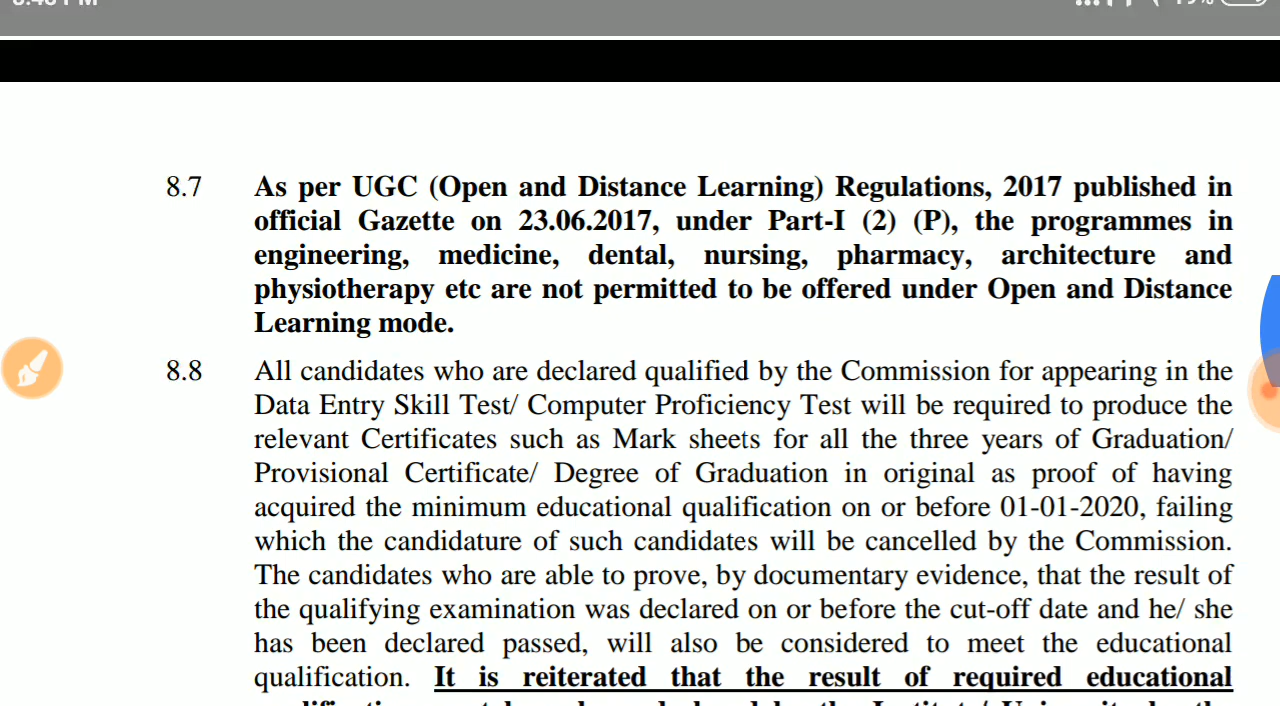 8.7 As per UGC (Open and Distance Learning) Regulations, 2017 published in
official Gazette on 23.06.2017, under Part-I (2) (P), the programmes in
engineering, medicine, dental, nursing, pharmacy, architecture and
physiotherapy etc are not permitted to be offered under Open and Distance
Learning mode.
8.8 All candidates who are declared qualified by the Commission for appearing in the
Data Entry Skill Test/ Computer Proficiency Test will be required to produce the
relevant Certificates such as Mark sheets for all the three years of Graduation/
Provisional Certificate/ Degree of Graduation in original as proof of having
acquired the minimum educational qualification on or before 01-01-2020, failing
which the candidature of such candidates will be cancelled by the Commission.
The candidates who are able to prove, by documentary evidence, that the result of
the qualifying examination was declared on or before the cut-off date and he/ she
has been declared passed, will also be considered to meet the educational
qualification. It is reiterated that the result of required educational